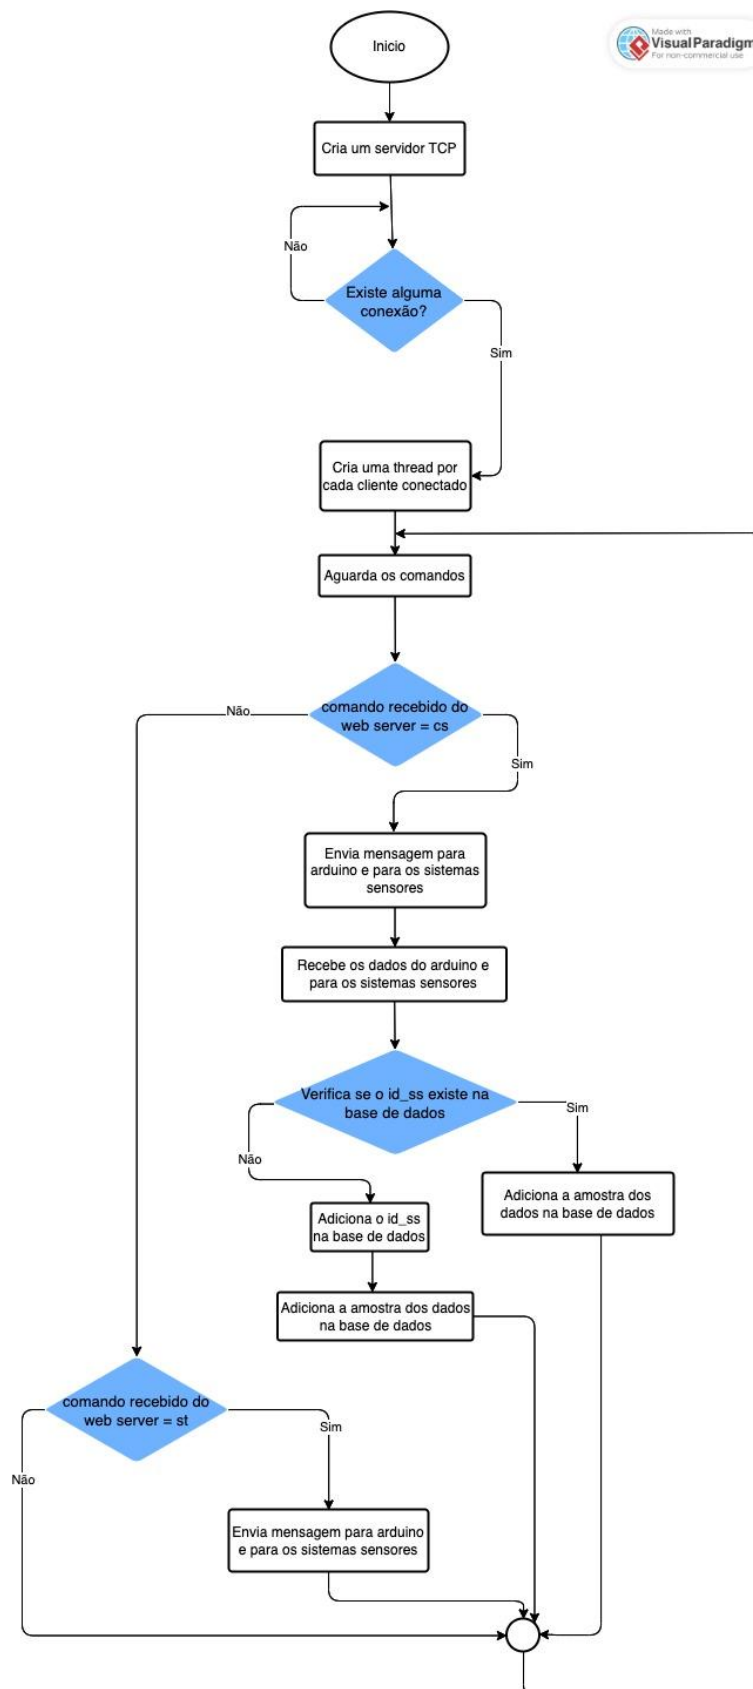 Inicio
Made with
VisualParadigm
For non-commercial use
Cria um servidor TCP
Não
Existe alguma
conexão?
Sim
Cria uma thread por
cada cliente conectado
Aguarda os comandos
comando recebido do
web server = cs
Não
Sim
Envia mensagem para
arduino e para os sistemas
sensores
Recebe os dados do arduino e
para os sistemas sensores
Verifica se o id_ss existe na
base de dados
Sim
Não
Adiciona a amostra dos
dados na base de dados
Adiciona o id_ss
na base de dados
Adiciona a amostra dos dados
na base de dados
comando recebido do
web server = st
Sim
Não
Envia mensagem para arduino
e para os sistemas sensores